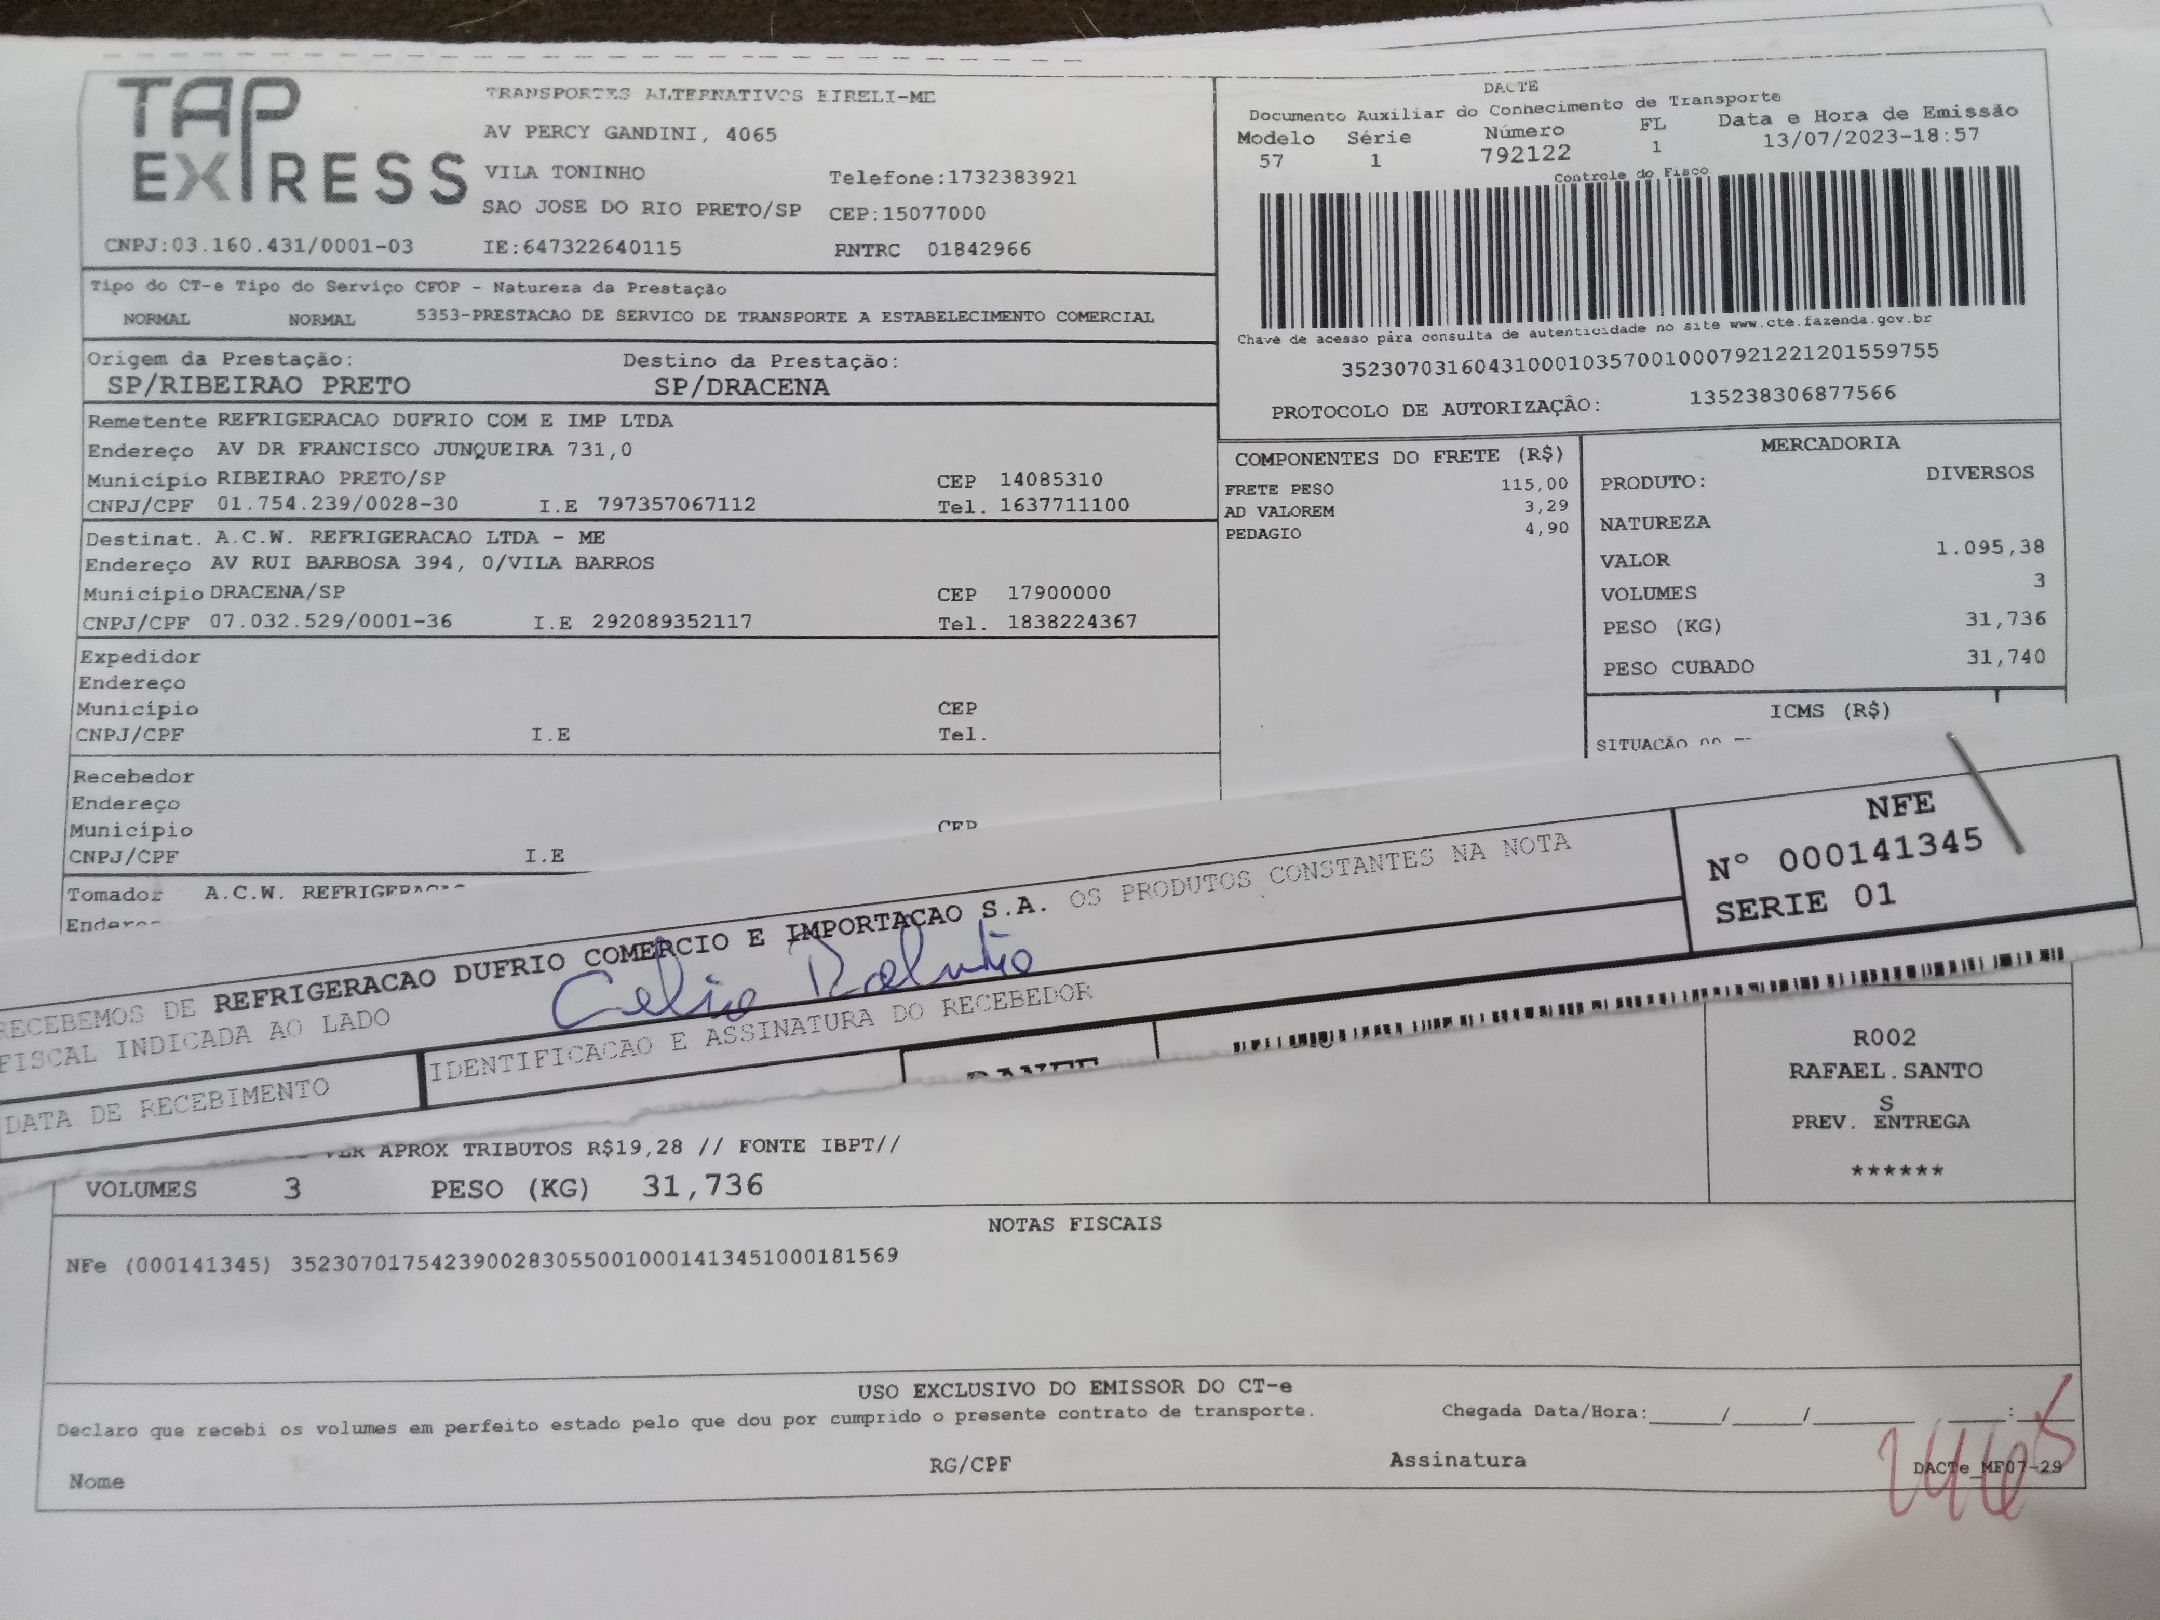 TAP EXPRESS
TRANSPORTES ALTERNATIVOS EIRELI-ME
AV PERCY GANDINI, 4065
VILA TONINHO Telefone:1732383921
SAO JOSE DO RIO PRETO/SP CEP:15077000
CNPJ:03.160.431/0001-03 IE:647322640115 RNTRC 01842966
DACTE
Documento Auxiliar do Conhecimento de Transporte
Modelo Série Número FL Data e Hora de Emissão
57 1 792122 1 13/07/2023-18:57
Controle do Fisco
Chave de acesso para consulta de autenticidade no site www.cte.fazenda.gov.br
35230703160431000103570010007921221201559755
PROTOCOLO DE AUTORIZAÇÃO: 135238306877566
Tipo do CT-e Tipo do Serviço CFOP - Natureza da Prestação
NORMAL NORMAL 5353-PRESTACAO DE SERVICO DE TRANSPORTE A ESTABELECIMENTO COMERCIAL
Origem da Prestação: Destino da Prestação:
SP/RIBEIRAO PRETO SP/DRACENA
Remetente REFRIGERACAO DUFRIO COM E IMP LTDA
Endereço AV DR FRANCISCO JUNQUEIRA 731,0
Município RIBEIRAO PRETO/SP CEP 14085310
CNPJ/CPF 01.754.239/0028-30 I.E 797357067112 Tel. 1637711100
Destinat. A.C.W. REFRIGERACAO LTDA - ME
Endereço AV RUI BARBOSA 394, 0/VILA BARROS
Município DRACENA/SP CEP 17900000
CNPJ/CPF 07.032.529/0001-36 I.E 292089352117 Tel. 1838224367
Expedidor
Endereço
Município CEP
CNPJ/CPF I.E Tel.
Recebedor
Endereço
Município CEP
CNPJ/CPF I.E
Tomador A.C.W.
COMPONENTES DO FRETE (R$)
FRETE PESO 115,00
AD VALOREM 3,29
PEDAGIO 4,90
MERCADORIA
PRODUTO: DIVERSOS
NATUREZA
VALOR 1.095,38
VOLUMES 3
PESO (KG) 31,736
PESO CUBADO 31,740
ICMS (R$)
SITUAÇÃO
RECEBEMOS DE REFRIGERACAO DUFRIO COMERCIO E IMPORTACAO S.A. OS PRODUTOS CONSTANTES NA NOTA
FISCAL INDICADA AO LADO
Celio
DATA DE RECEBIMENTO
IDENTIFICACAO E ASSINATURA DO RECEBEDOR
NFE
N° 000141345
SERIE 01
R002
RAFAEL.SANTO
S
PREV. ENTREGA
******
APROX TRIBUTOS R$19,28 // FONTE IBPT//
VOLUMES 3 PESO (KG) 31,736
NOTAS FISCAIS
NFe (000141345) 35230701754239002830550010001413451000181569
USO EXCLUSIVO DO EMISSOR DO CT-e
Declaro que recebi os volumes em perfeito estado pelo que dou por cumprido o presente contrato de transporte. Chegada Data/Hora:_____/_____/_______ ____:____
Nome RG/CPF Assinatura
DACTe_MF07-29